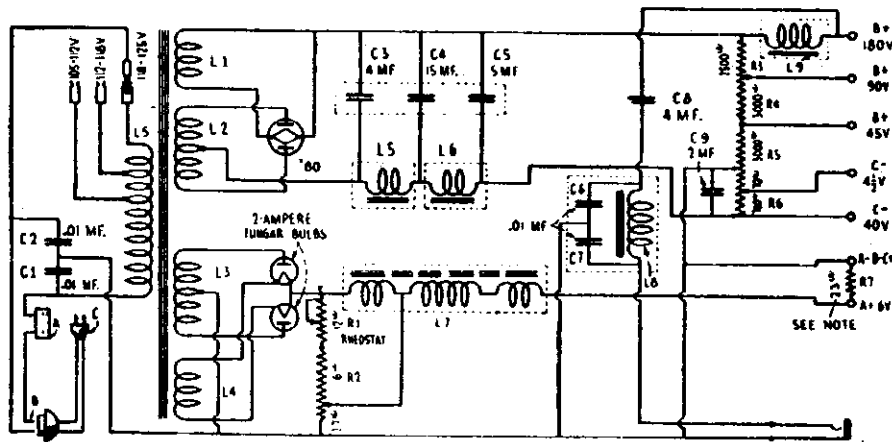 105-112V
112-118V
118-125V
L5
L1
L2
'80
C3
4 MF.
C4
15 MF.
C5
5 MF
L5
L6
C8
4 MF.
L9
R3
R4
R5
R6
C9
2 MF
B+
180V
B+
90V
B+
45V
C-
4½V
C-
40V
A-B-C+
R7
A+6V
SEE NOTE
C2
.01 MF.
C1
.01 MF.
A
C
B
L3
L4
2-AMPERE
TUNGAR BULBS
R1
RHEOSTAT
R2
L7
C6
.01 MF.
C7
L8